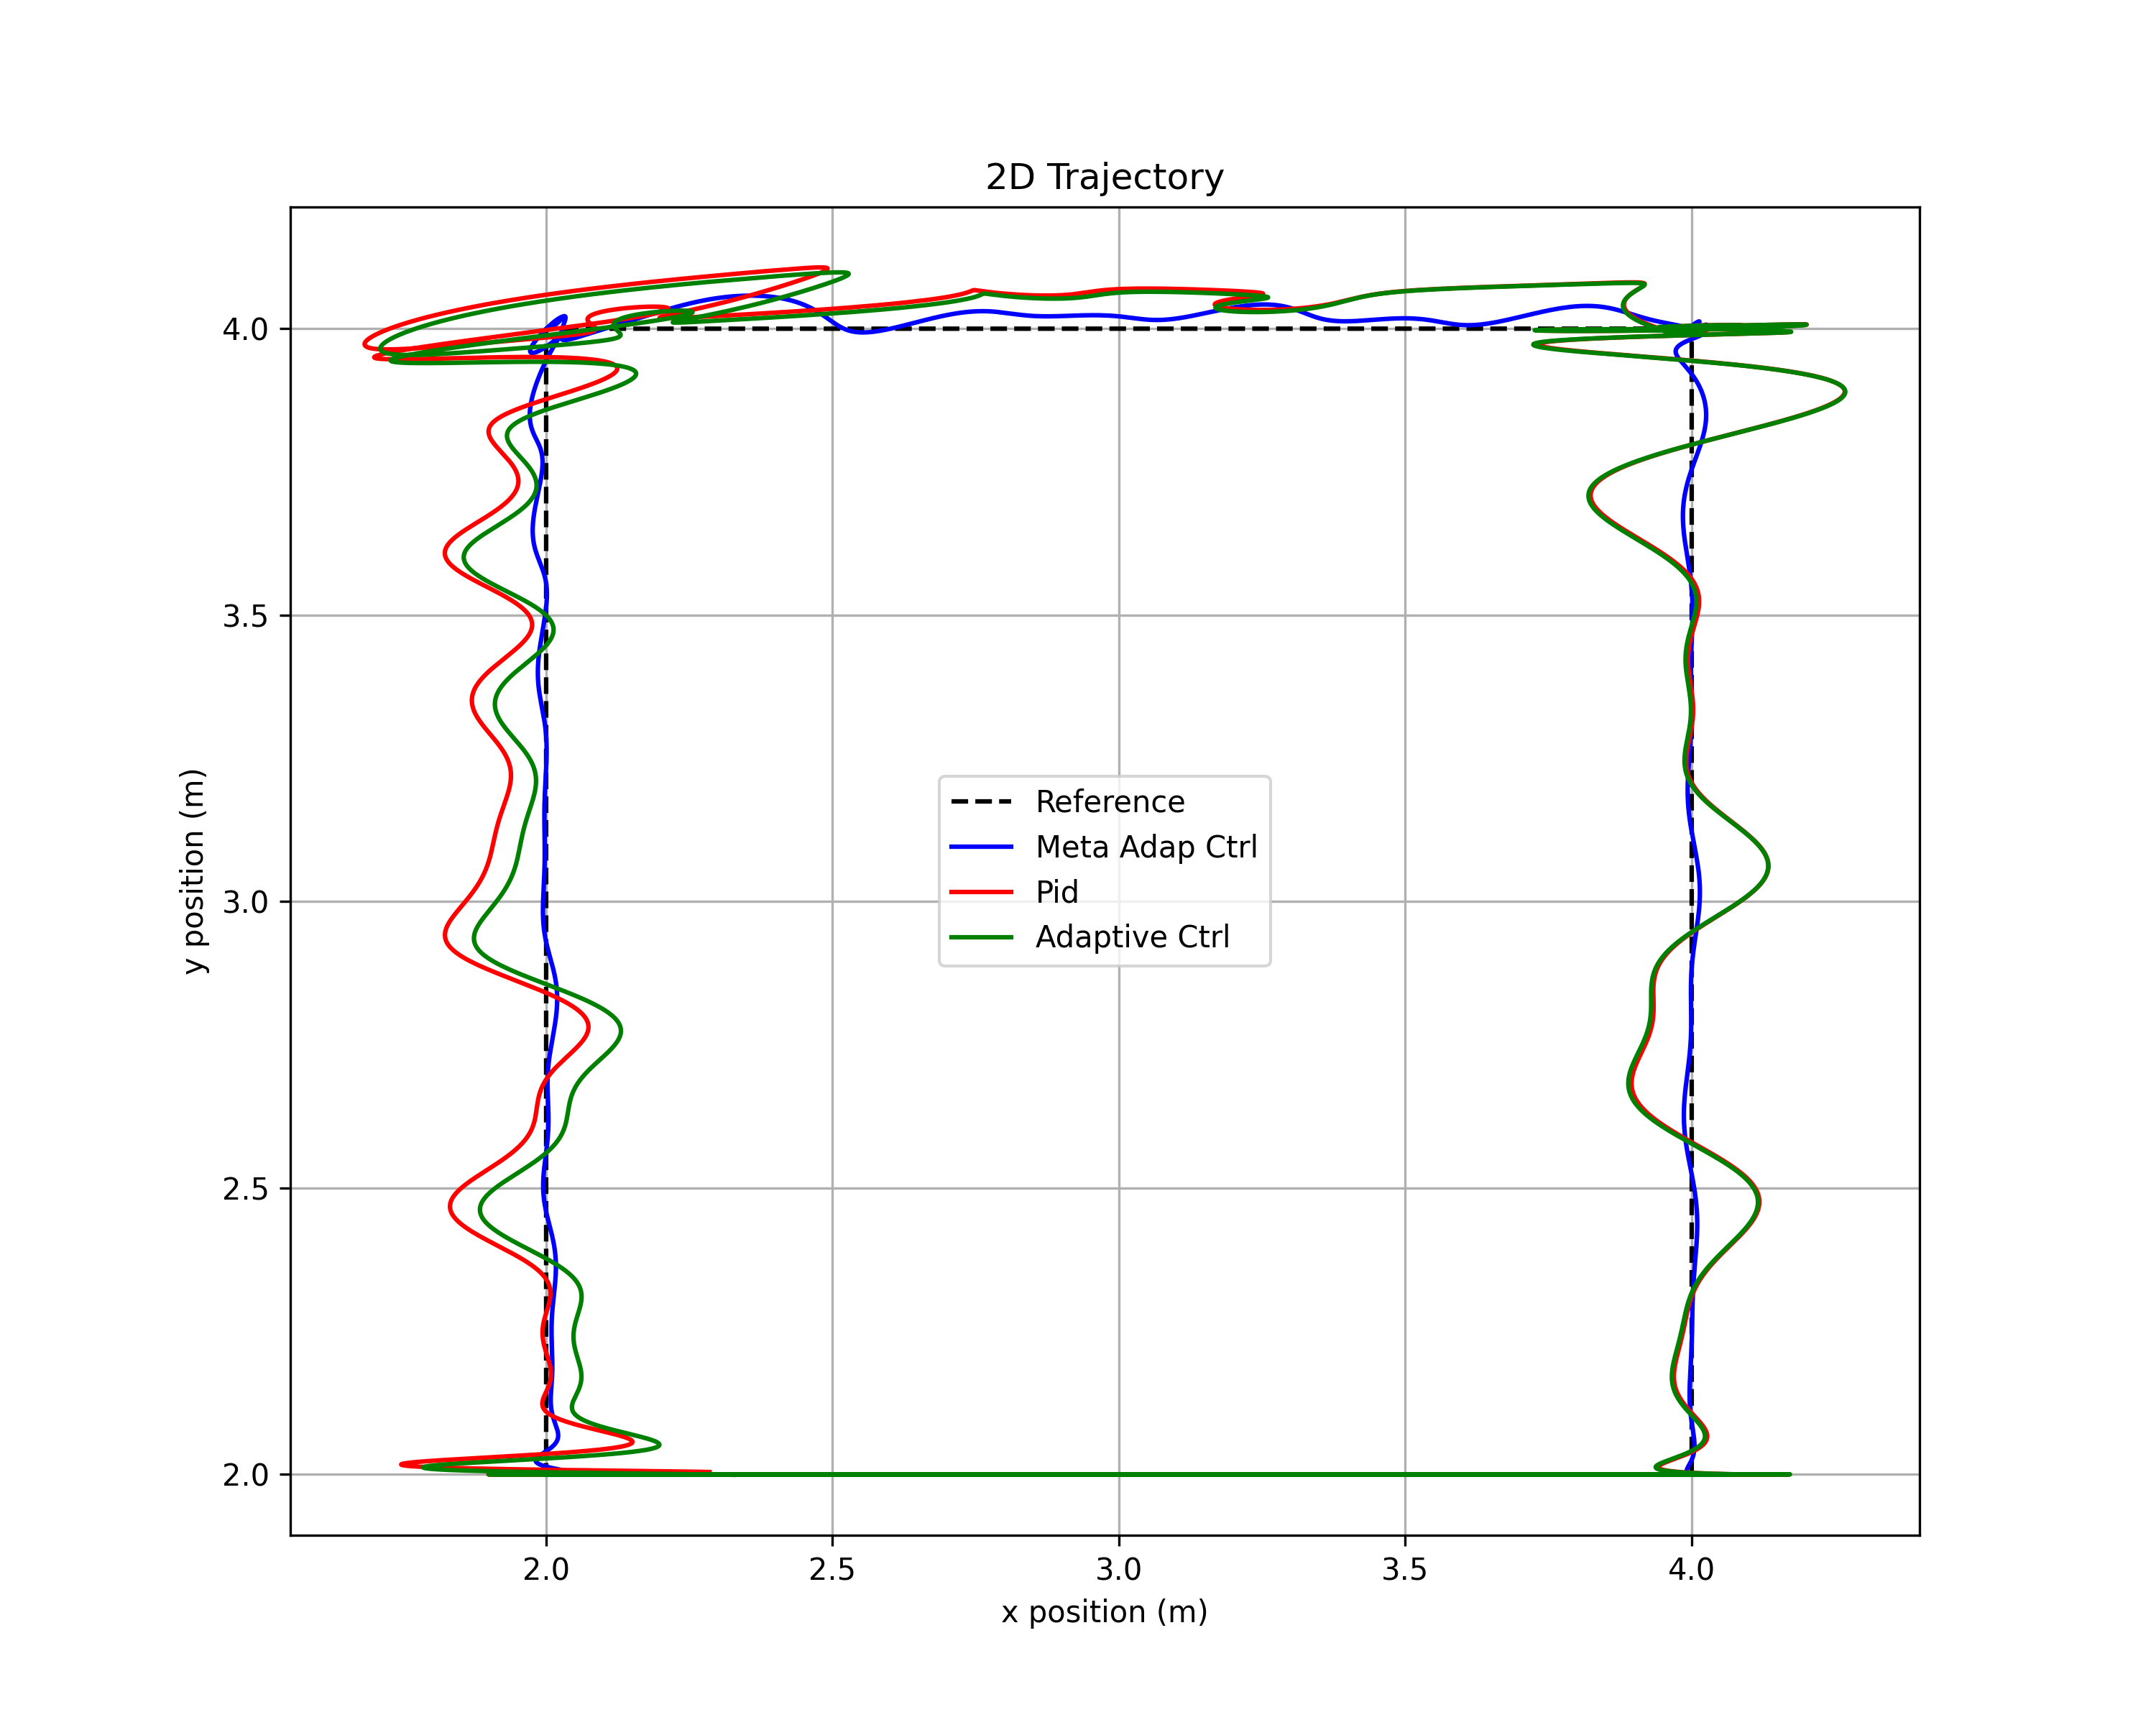 2D Trajectory
4.0
3.5
3.0
2.5
2.0
y position (m)
Reference
Meta Adap Ctrl
Pid
Adaptive Ctrl
2.0
2.5
3.0
3.5
4.0
x position (m)